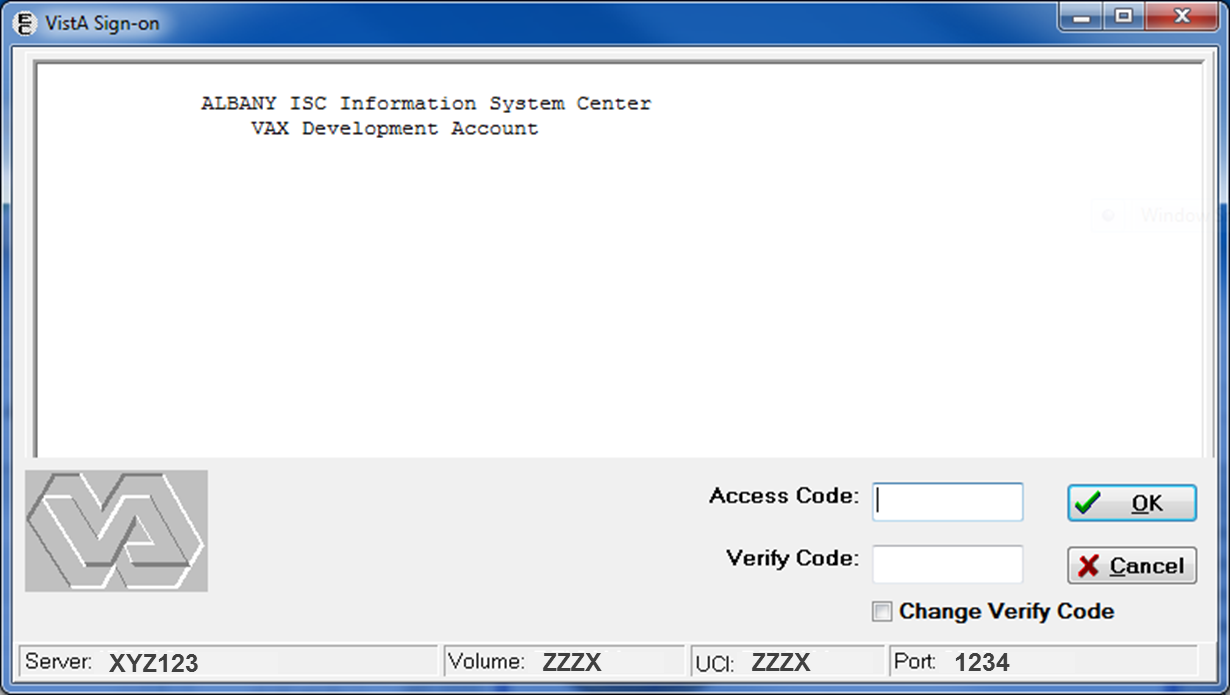 VistA Sign-on
ALBANY ISC Information System Center
VAX Development Account
Window
Access Code:
OK
Verify Code:
Cancel
Change Verify Code
Server: XYZ123 Volume: ZZZX UCI: ZZZX Port: 1234